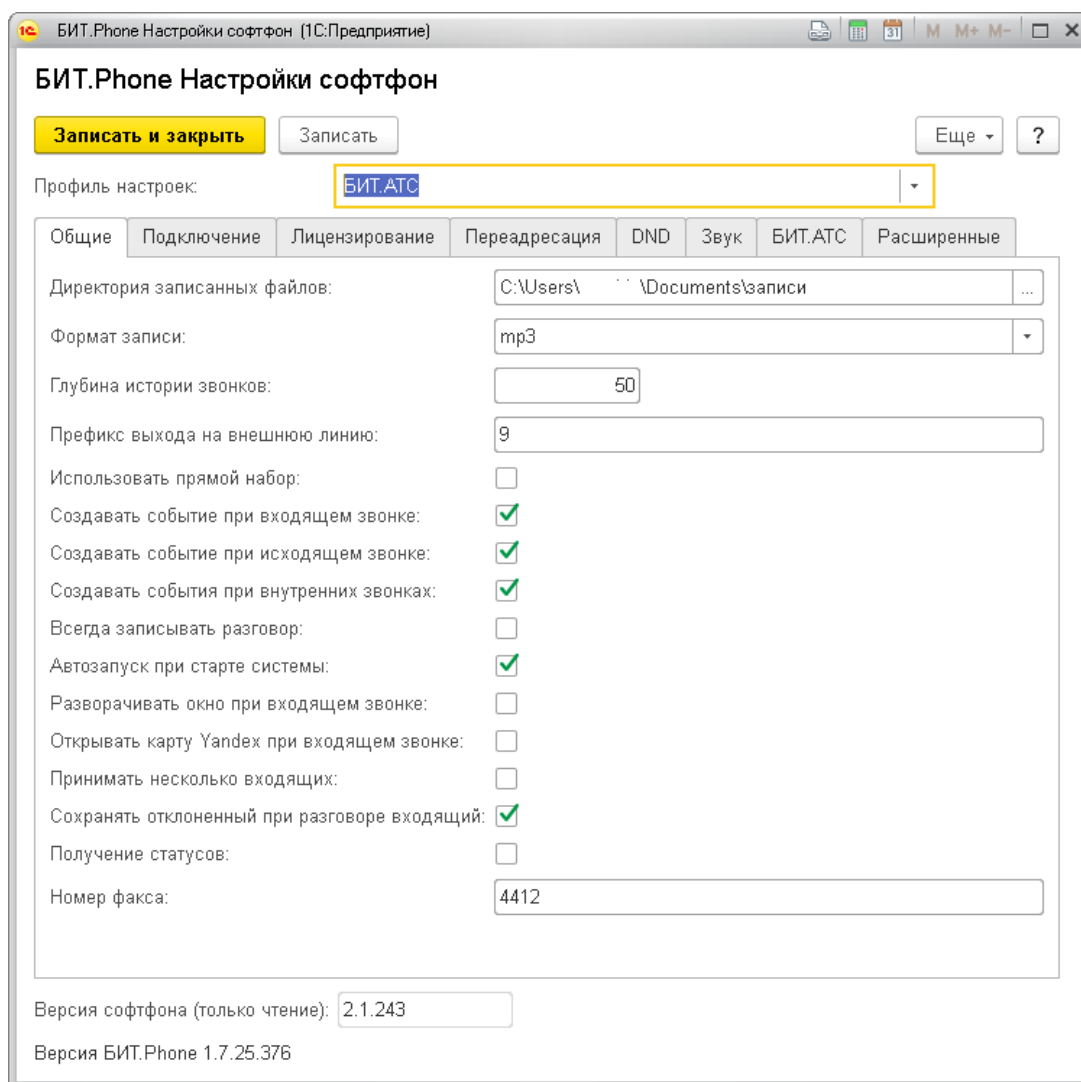 1С БИТ.Phone Настройки софтфон (1С:Предприятие) 31 M M+ M-
БИТ.Phone Настройки софтфон
Записать и закрыть Записать Еще ?
Профиль настроек: БИТ.АТС
Общие Подключение Лицензирование Переадресация DND Звук БИТ.АТС Расширенные
Директория записанных файлов: C:\Users\ \Documents\записи ...
Формат записи: mp3
Глубина истории звонков: 50
Префикс выхода на внешнюю линию: 9
Использовать прямой набор:
Создавать событие при входящем звонке:
Создавать событие при исходящем звонке:
Создавать события при внутренних звонках:
Всегда записывать разговор:
Автозапуск при старте системы:
Разворачивать окно при входящем звонке:
Открывать карту Yandex при входящем звонке:
Принимать несколько входящих:
Сохранять отклоненный при разговоре входящий:
Получение статусов:
Номер факса: 4412
Версия софтфона (только чтение): 2.1.243
Версия БИТ.Phone 1.7.25.376